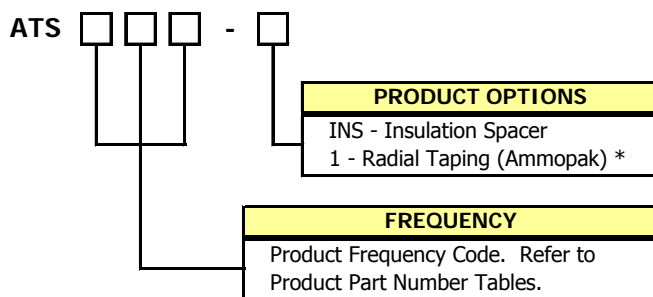 ATS -
PRODUCT OPTIONS
INS - Insulation Spacer
1 - Radial Taping (Ammopak) *
FREQUENCY
Product Frequency Code. Refer to
Product Part Number Tables.